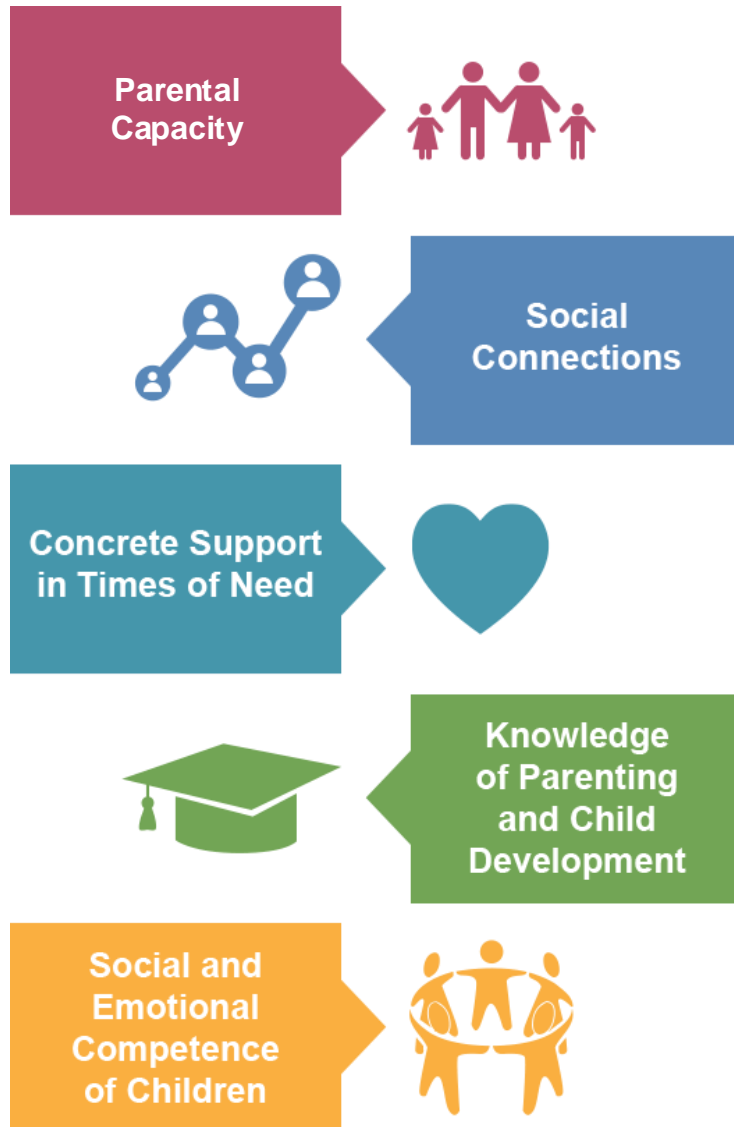 Parental
Capacity
Social
Connections
Concrete Support
in Times of Need
Knowledge
of Parenting
and Child
Development
Social and
Emotional
Competence
of Children